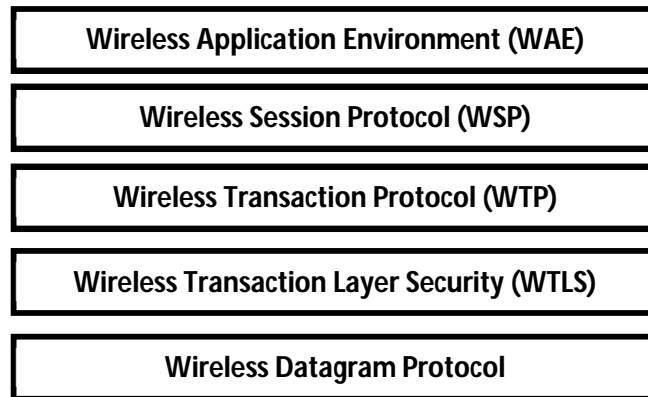 Wireless Application Environment (WAE)
Wireless Session Protocol (WSP)
Wireless Transaction Protocol (WTP)
Wireless Transaction Layer Security (WTLS)
Wireless Datagram Protocol